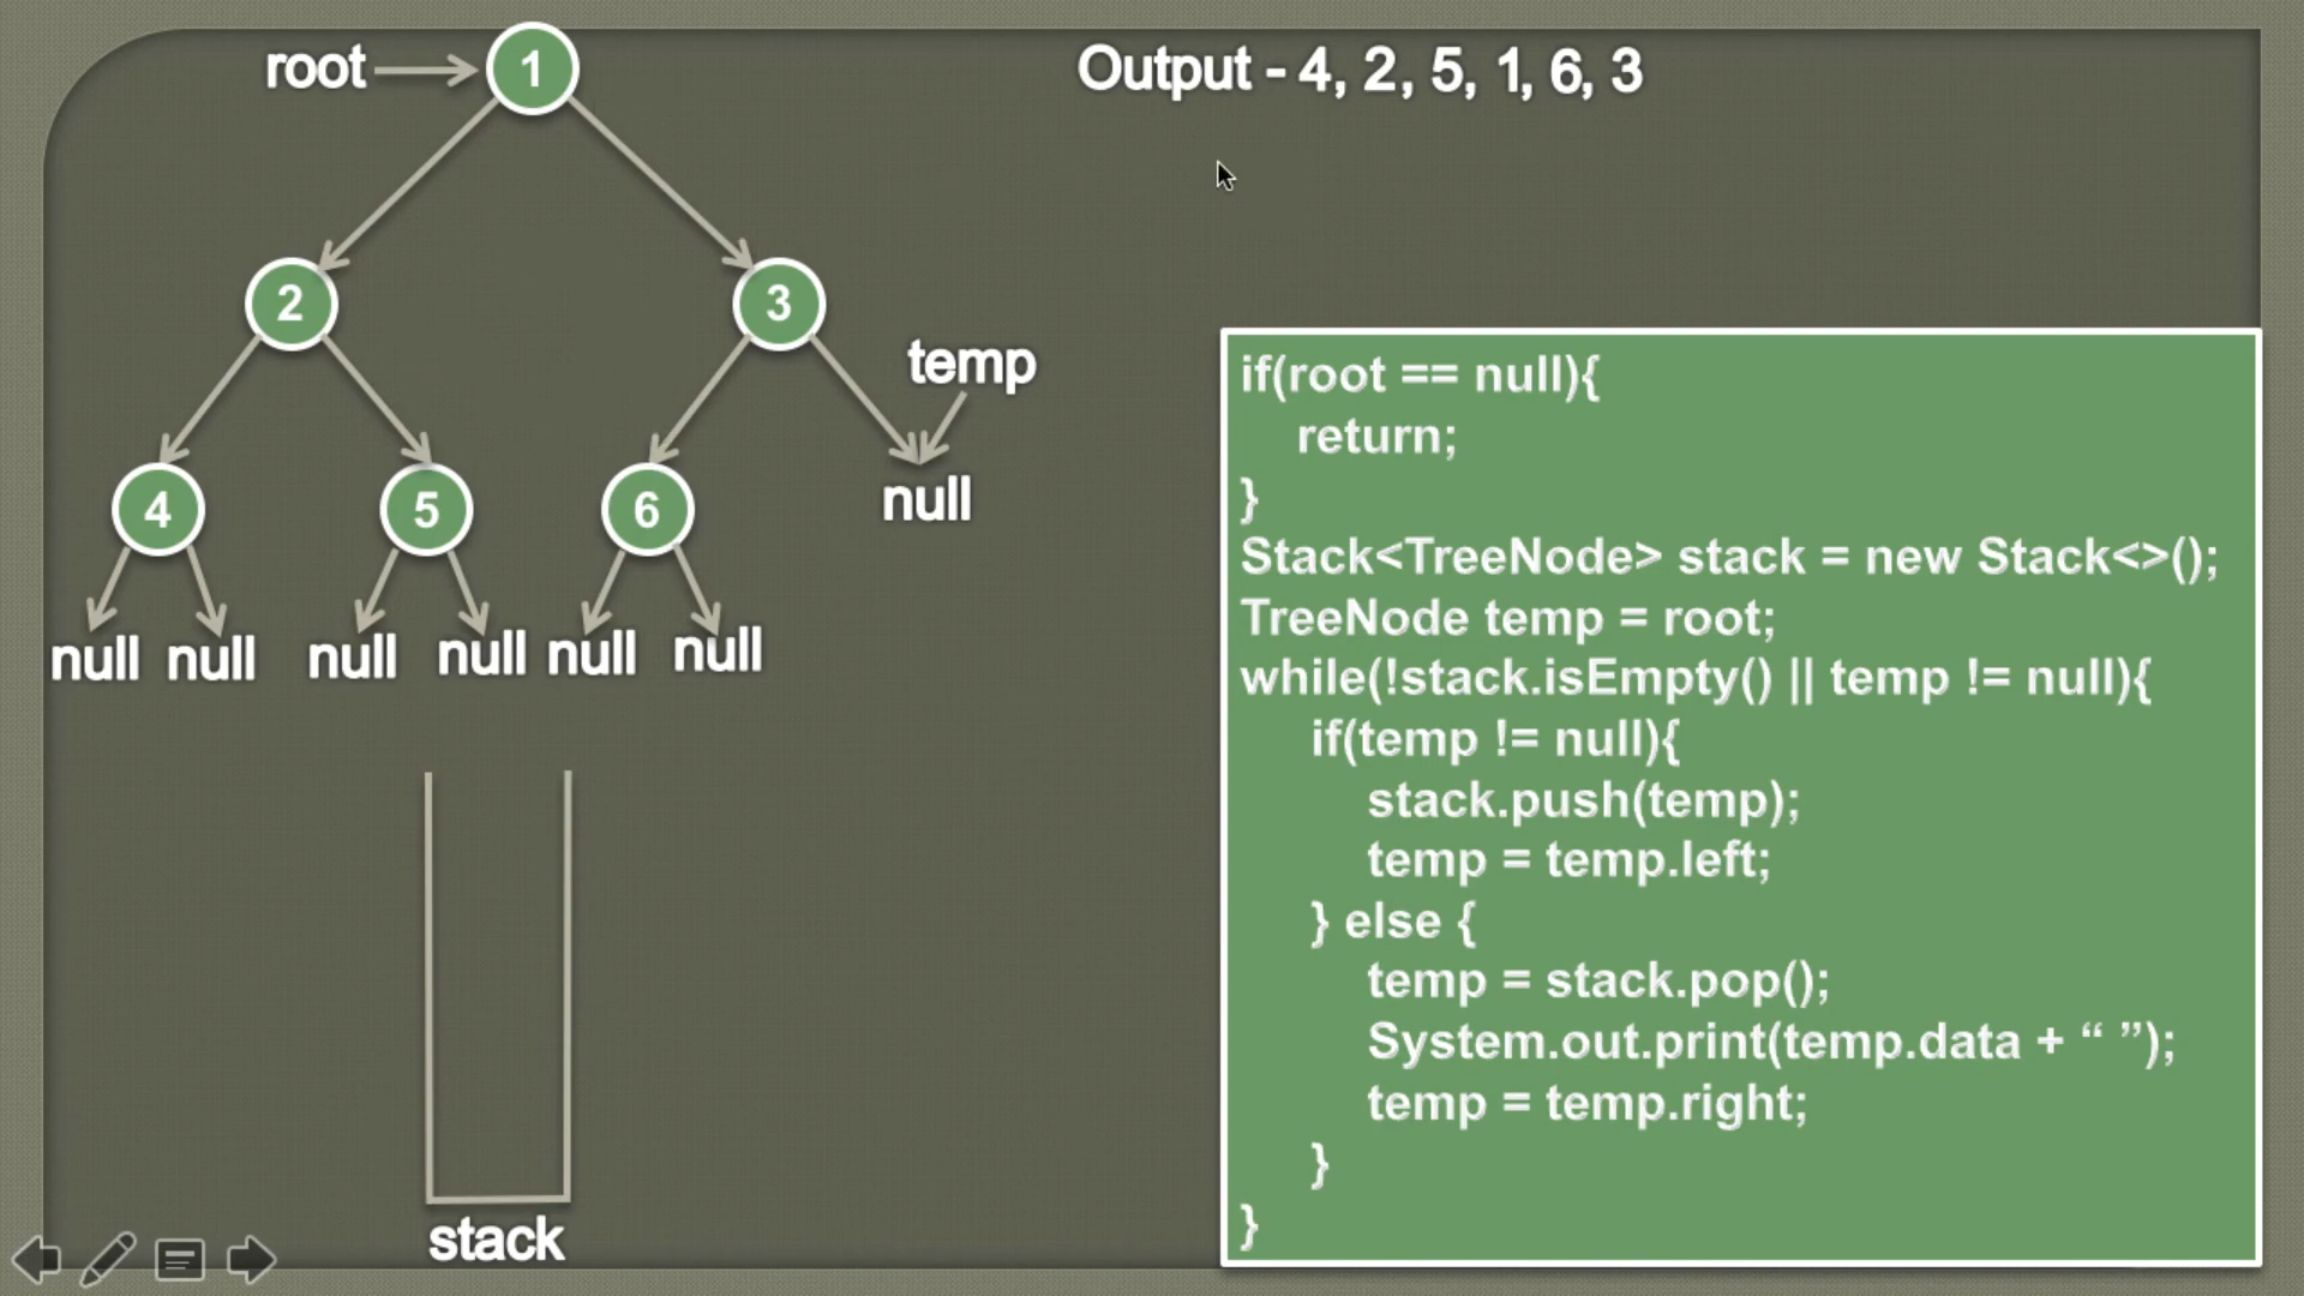 root
1
Output - 4, 2, 5, 1, 6, 3
2
3
temp
4
5
6
null
null null null null null null
stack
if(root == null){
return;
}
Stack<TreeNode> stack = new Stack<>();
TreeNode temp = root;
while(!stack.isEmpty() || temp != null){
if(temp != null){
stack.push(temp);
temp = temp.left;
} else {
temp = stack.pop();
System.out.print(temp.data + “ ”);
temp = temp.right;
}
}